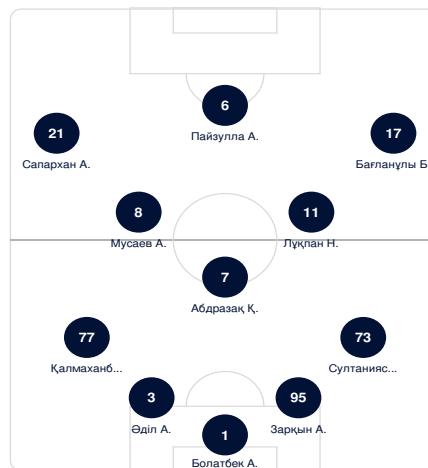 6
Пайзулла А.
21
Сапархан А.
17
Бағланұлы Б
8
Мусаев А.
11
Лұқпан Н.
7
Абдразақ Қ.
77
Қалмаханб...
73
Султанияс...
3
Әділ А.
95
Зарқын А.
1
Болатбек А.